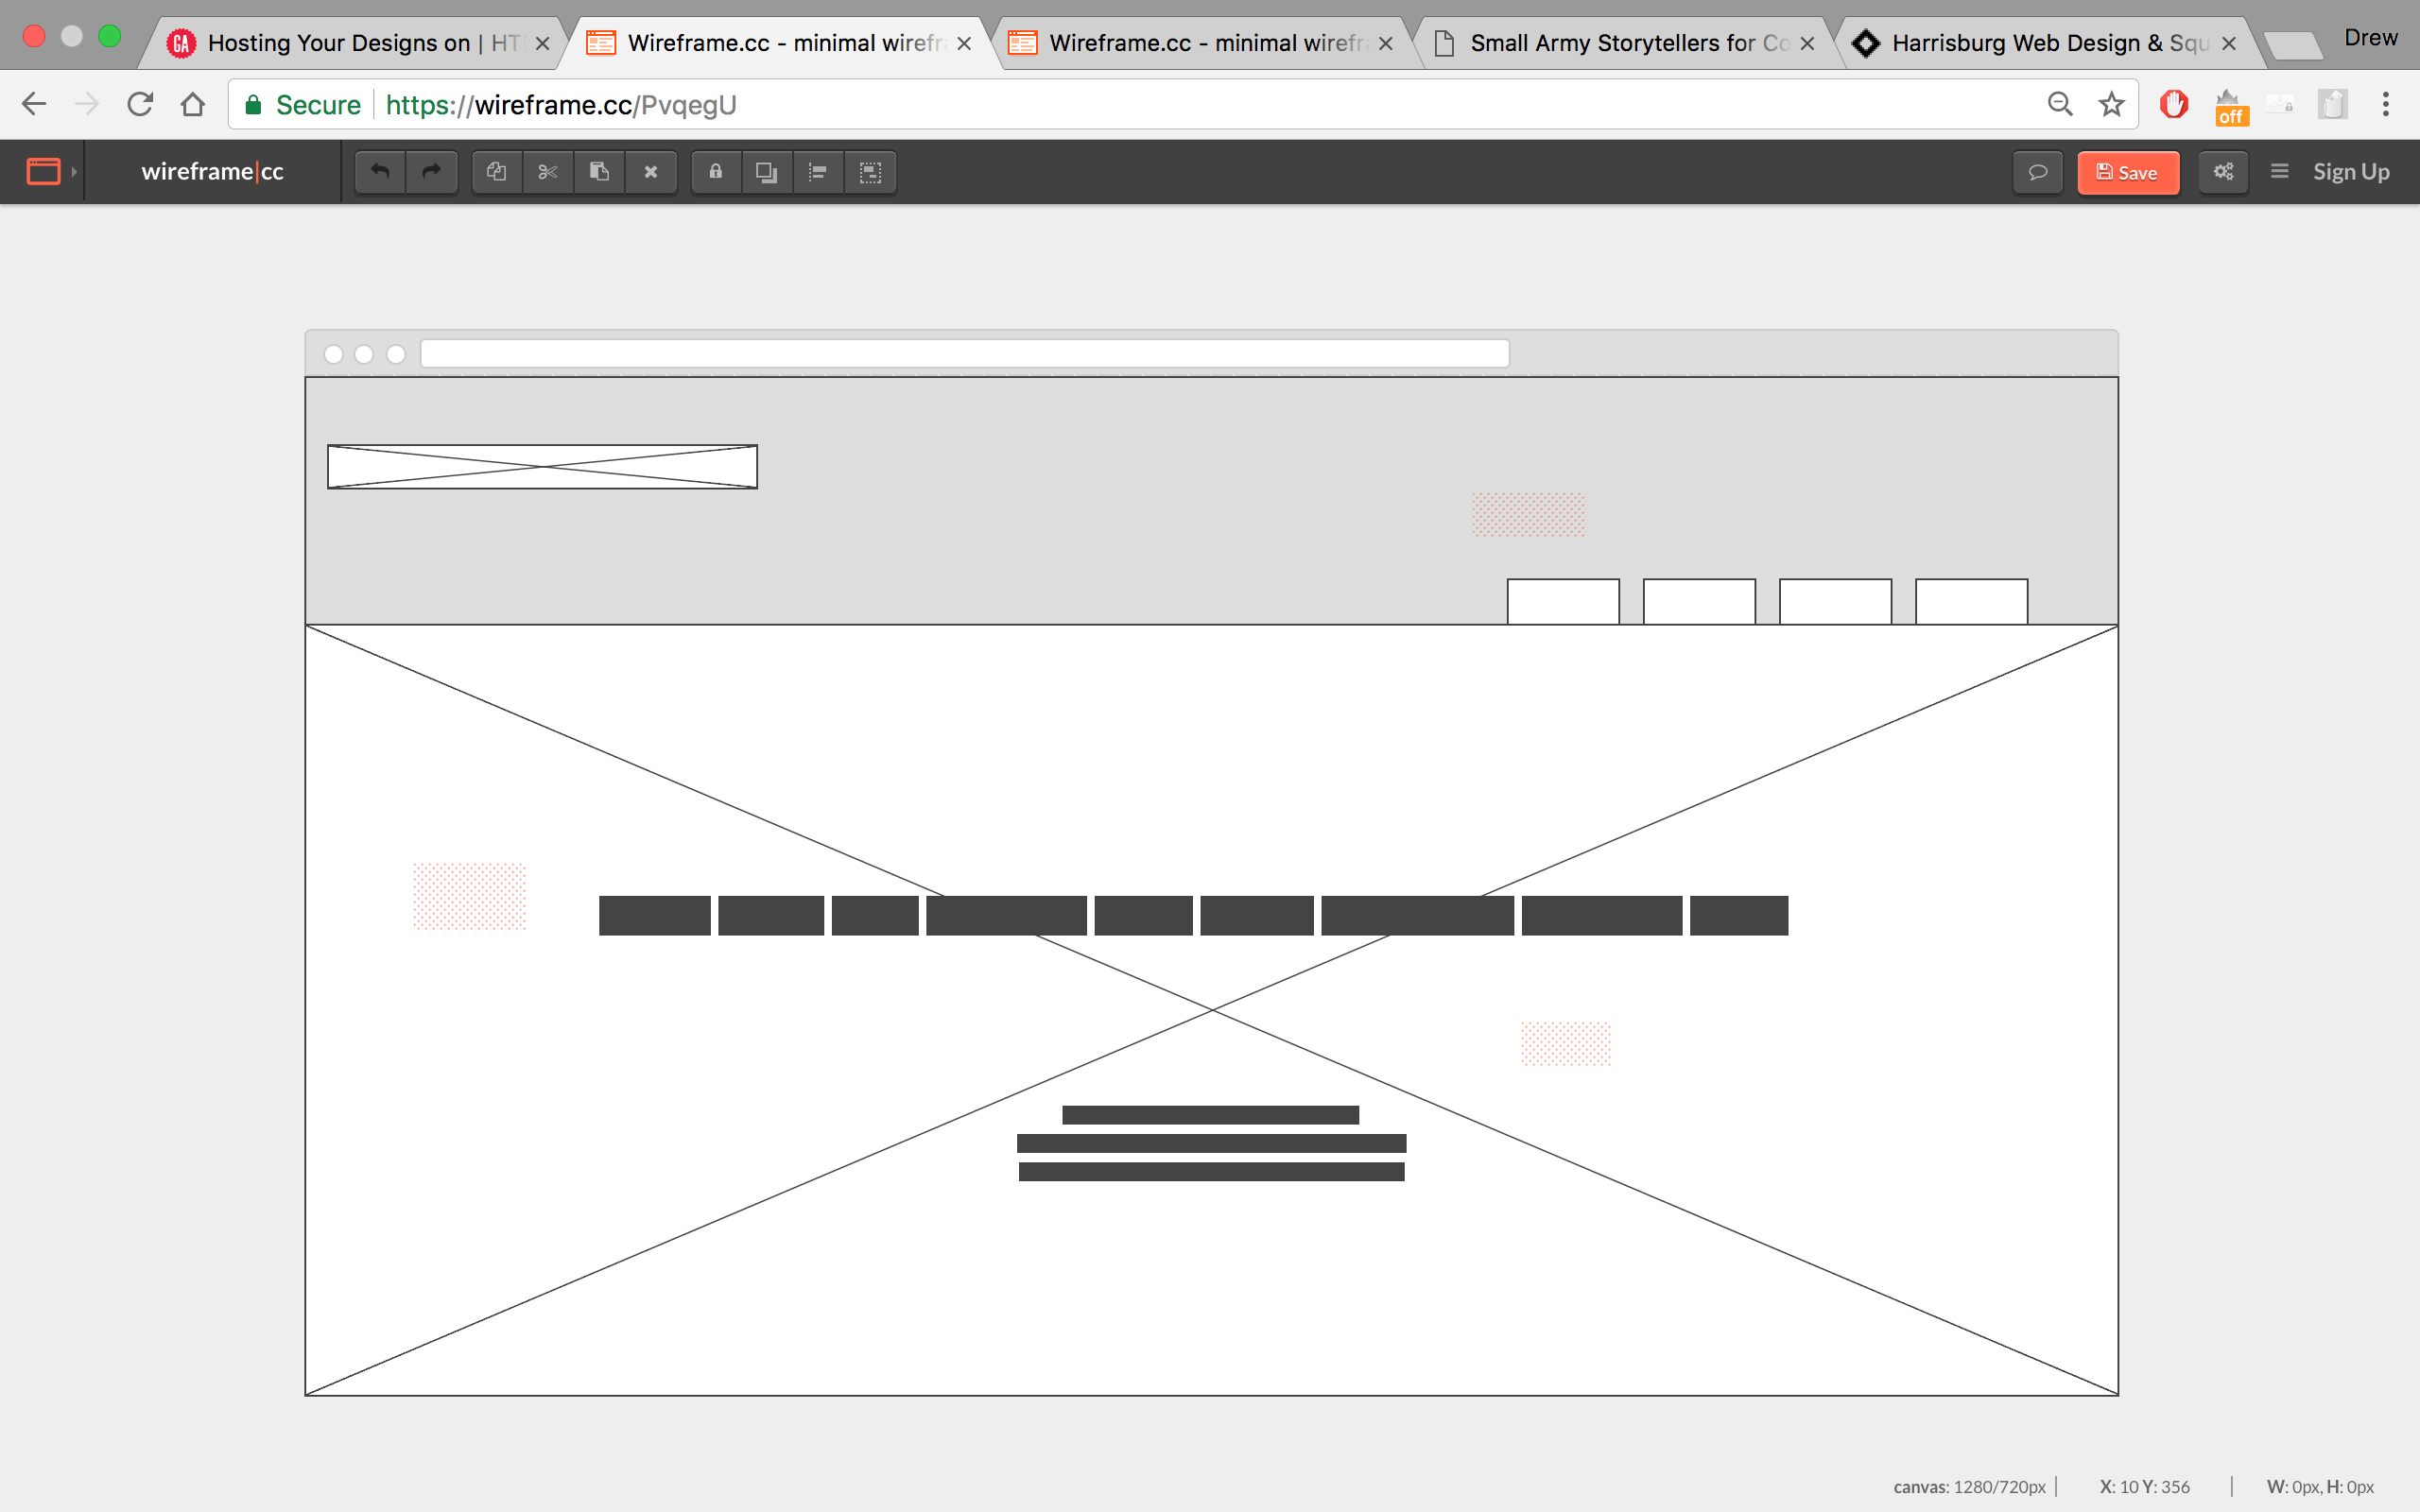 GA Hosting Your Designs on | HT
Wireframe.cc - minimal wirefr
Wireframe.cc - minimal wirefr
Small Army Storytellers for Co
Harrisburg Web Design & Squ
Drew
Secure https://wireframe.cc/PvqegU
off
wireframe|cc
Save
Sign Up
canvas: 1280/720px
X: 10 Y: 356
W: 0px, H: 0px